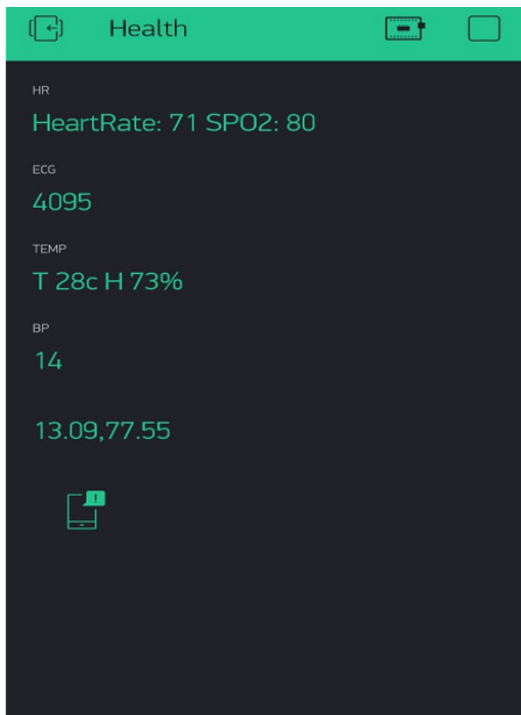 Health
HR
HeartRate: 71 SPO2: 80
ECG
4095
TEMP
T 28c H 73%
BP
14
13.09,77.55
!